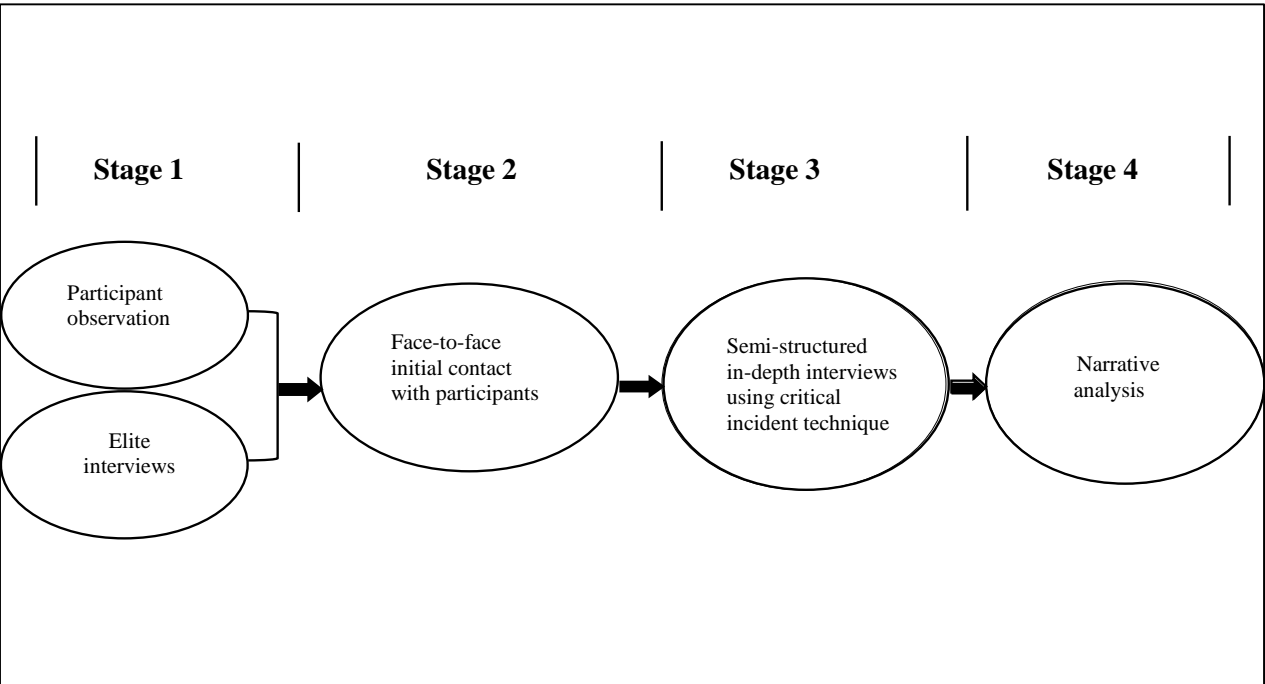 Stage 1
Stage 2
Stage 3
Stage 4
Participant
observation
Elite
interviews
Face-to-face
initial contact
with participants
Semi-structured
in-depth interviews
using critical
incident technique
Narrative
analysis